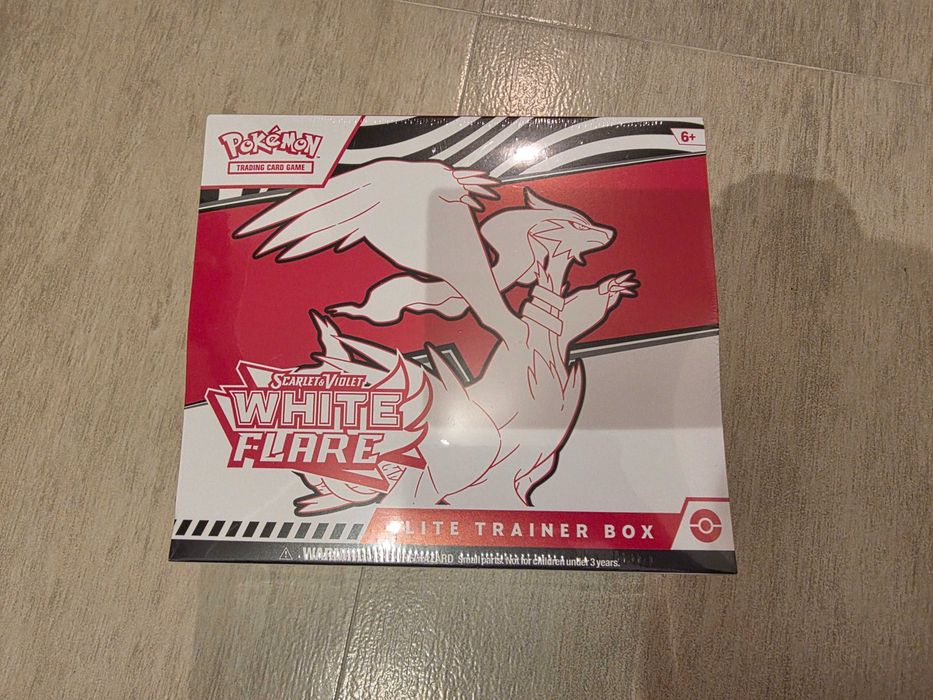 POKéMON
TRADING CARD GAME
6+
SCARLET & VIOLET
WHITE
FLARE
ELITE TRAINER BOX
small parts. Not for children under 3 years.